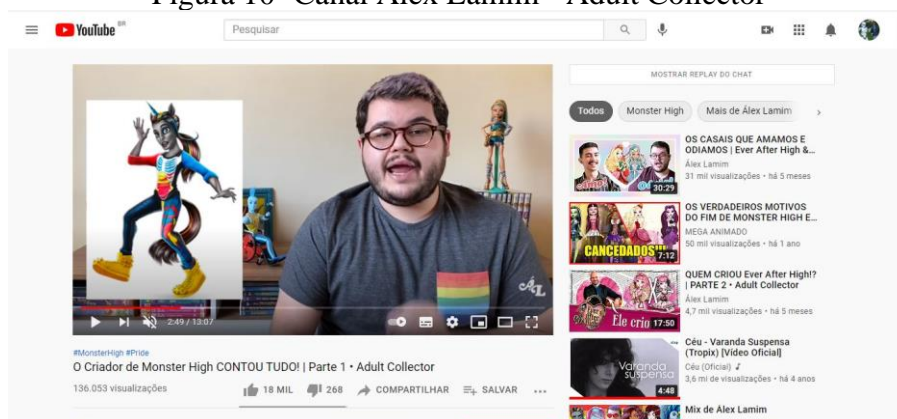 Figura 10- Canal Álex Lamim - Adult Collector
YouTube BR
Pesquisar
2:49 / 13:07
ÁL
#MonsterHigh #Pride
O Criador de Monster High CONTOU TUDO! | Parte 1 • Adult Collector
136.053 visualizações
18 MIL
268
COMPARTILHAR
SALVAR
MOSTRAR REPLAY DO CHAT
Todos
Monster High
Mais de Álex Lamim
OS CASAIS QUE AMAMOS E
ODIAMOS | Ever After High &...
Álex Lamim
31 mil visualizações • há 5 meses
30:29
OS VERDADEIROS MOTIVOS
DO FIM DE MONSTER HIGH E...
MEGA ANIMADO
50 mil visualizações • há 1 ano
CANCEDADOS!!!
7:12
QUEM CRIOU Ever After High!?
| PARTE 2 • Adult Collector
Álex Lamim
4,7 mil visualizações • há 5 meses
Ele crio
17:50
Céu - Varanda Suspensa
(Tropix) [Vídeo Oficial]
Céu (Oficial)
3,6 mi de visualizações • há 4 anos
Varanda
suspensa
4:48
Mix de Álex Lamim